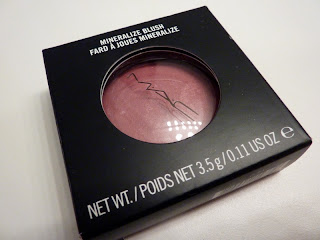 MINERALIZE BLUSH
FARD À JOUES MINERALIZE
MAC
NET WT./POIDS NET 3.5 g/0.11 US OZ ℮